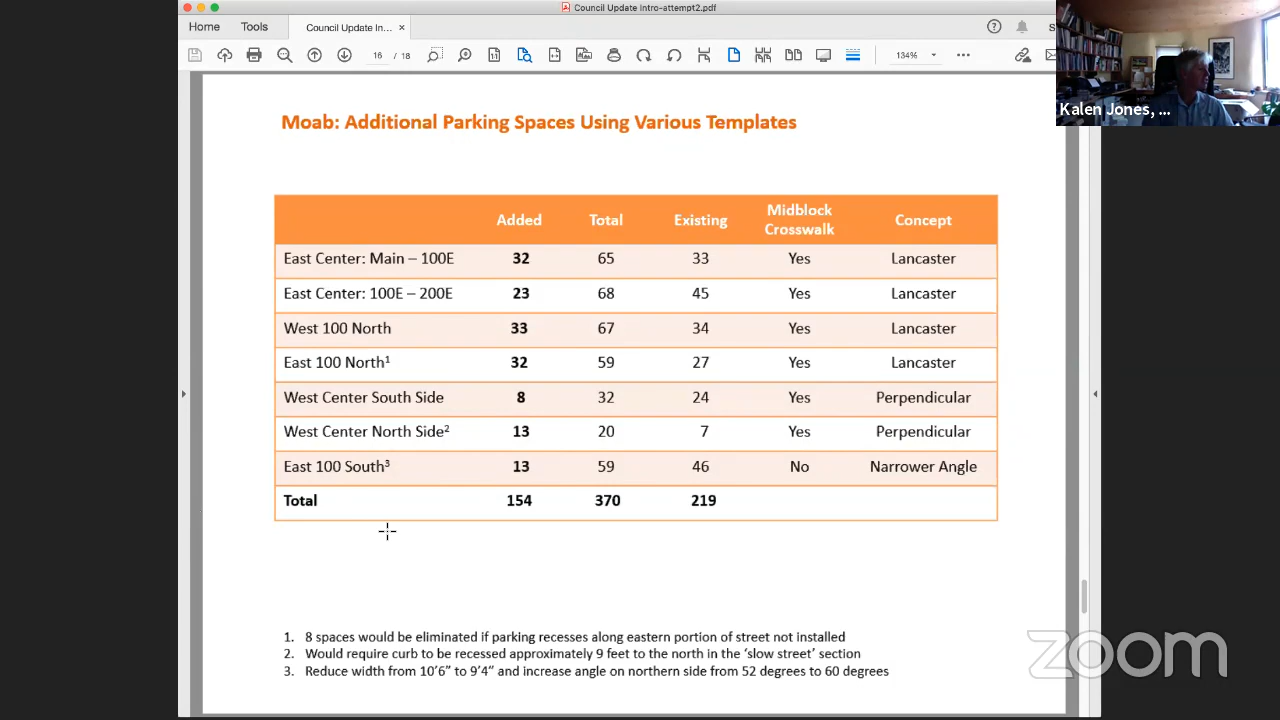 Council Update Intro-attempt2.pdf
Home Tools Council Update In... ×
16 / 18 134%
Kalen Jones, ...
Moab: Additional Parking Spaces Using Various Templates
Added Total Existing Midblock Crosswalk Concept
East Center: Main – 100E 32 65 33 Yes Lancaster
East Center: 100E – 200E 23 68 45 Yes Lancaster
West 100 North 33 67 34 Yes Lancaster
East 100 North¹ 32 59 27 Yes Lancaster
West Center South Side 8 32 24 Yes Perpendicular
West Center North Side² 13 20 7 Yes Perpendicular
East 100 South³ 13 59 46 No Narrower Angle
Total 154 370 219
1. 8 spaces would be eliminated if parking recesses along eastern portion of street not installed
2. Would require curb to be recessed approximately 9 feet to the north in the ‘slow street’ section
3. Reduce width from 10’6” to 9’4” and increase angle on northern side from 52 degrees to 60 degrees
zoom